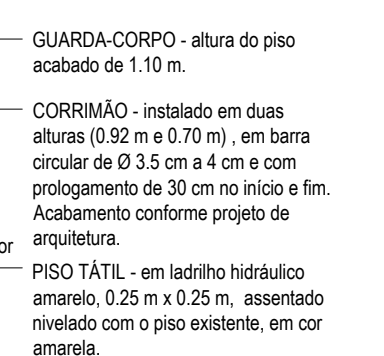 GUARDA-CORPO - altura do piso
acabado de 1.10 m.
CORRIMÃO - instalado em duas
alturas (0.92 m e 0.70 m) , em barra
circular de Ø 3.5 cm a 4 cm e com
prologamento de 30 cm no início e fim.
Acabamento conforme projeto de
or arquitetura.
PISO TÁTIL - em ladrilho hidráulico
amarelo, 0.25 m x 0.25 m, assentado
nivelado com o piso existente, em cor
amarela.